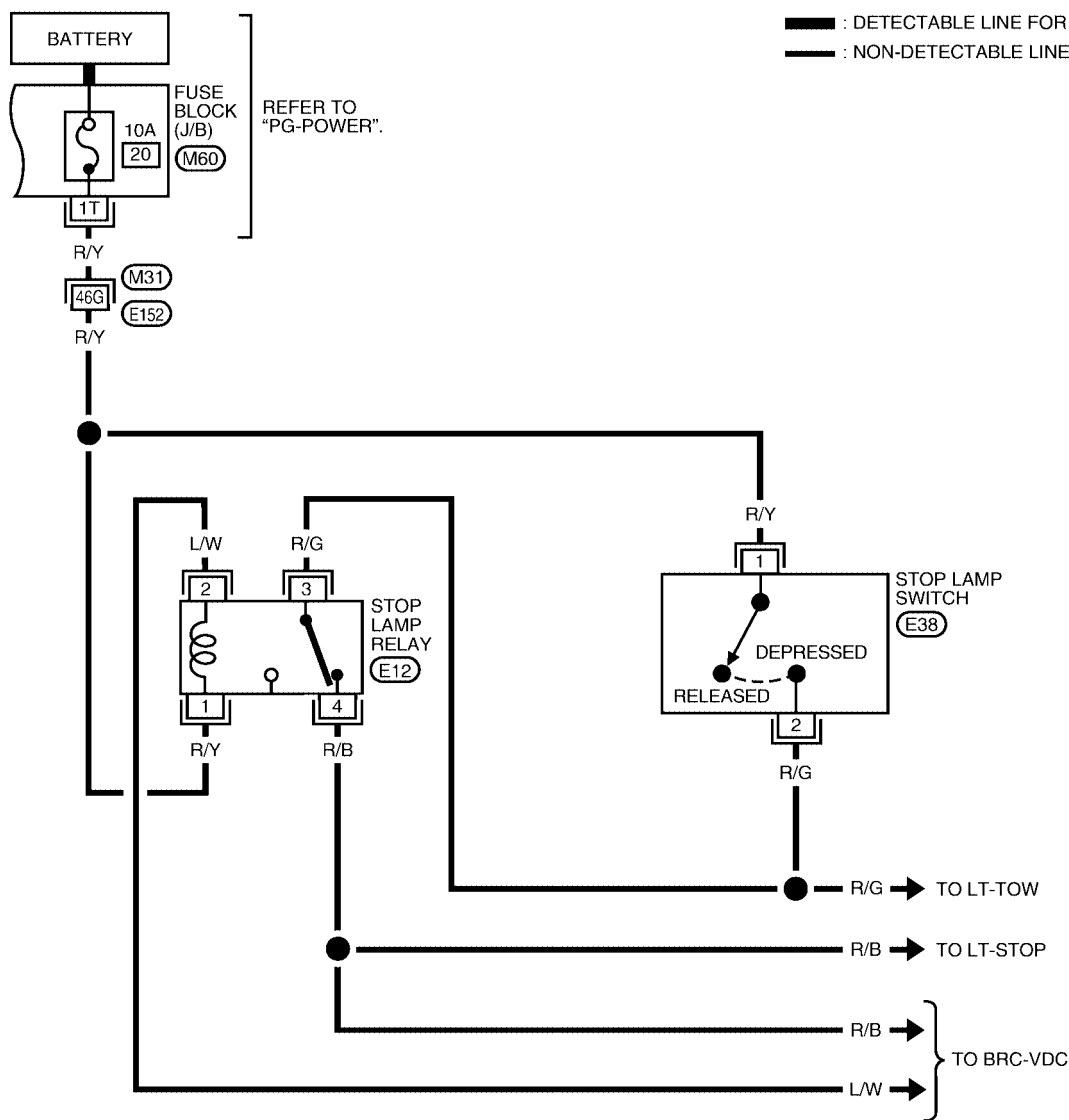 BATTERY
: DETECTABLE LINE FOR
: NON-DETECTABLE LINE
FUSE
BLOCK
(J/B)
10A
20
M60
REFER TO
"PG-POWER".
1T
R/Y
M31
46G
E152
R/Y
R/Y
L/W
R/G
2
3
STOP
LAMP
RELAY
E12
1
4
R/Y
R/B
1
STOP LAMP
SWITCH
E38
DEPRESSED
RELEASED
2
R/G
R/G
TO LT-TOW
R/B
TO LT-STOP
R/B
TO BRC-VDC
L/W